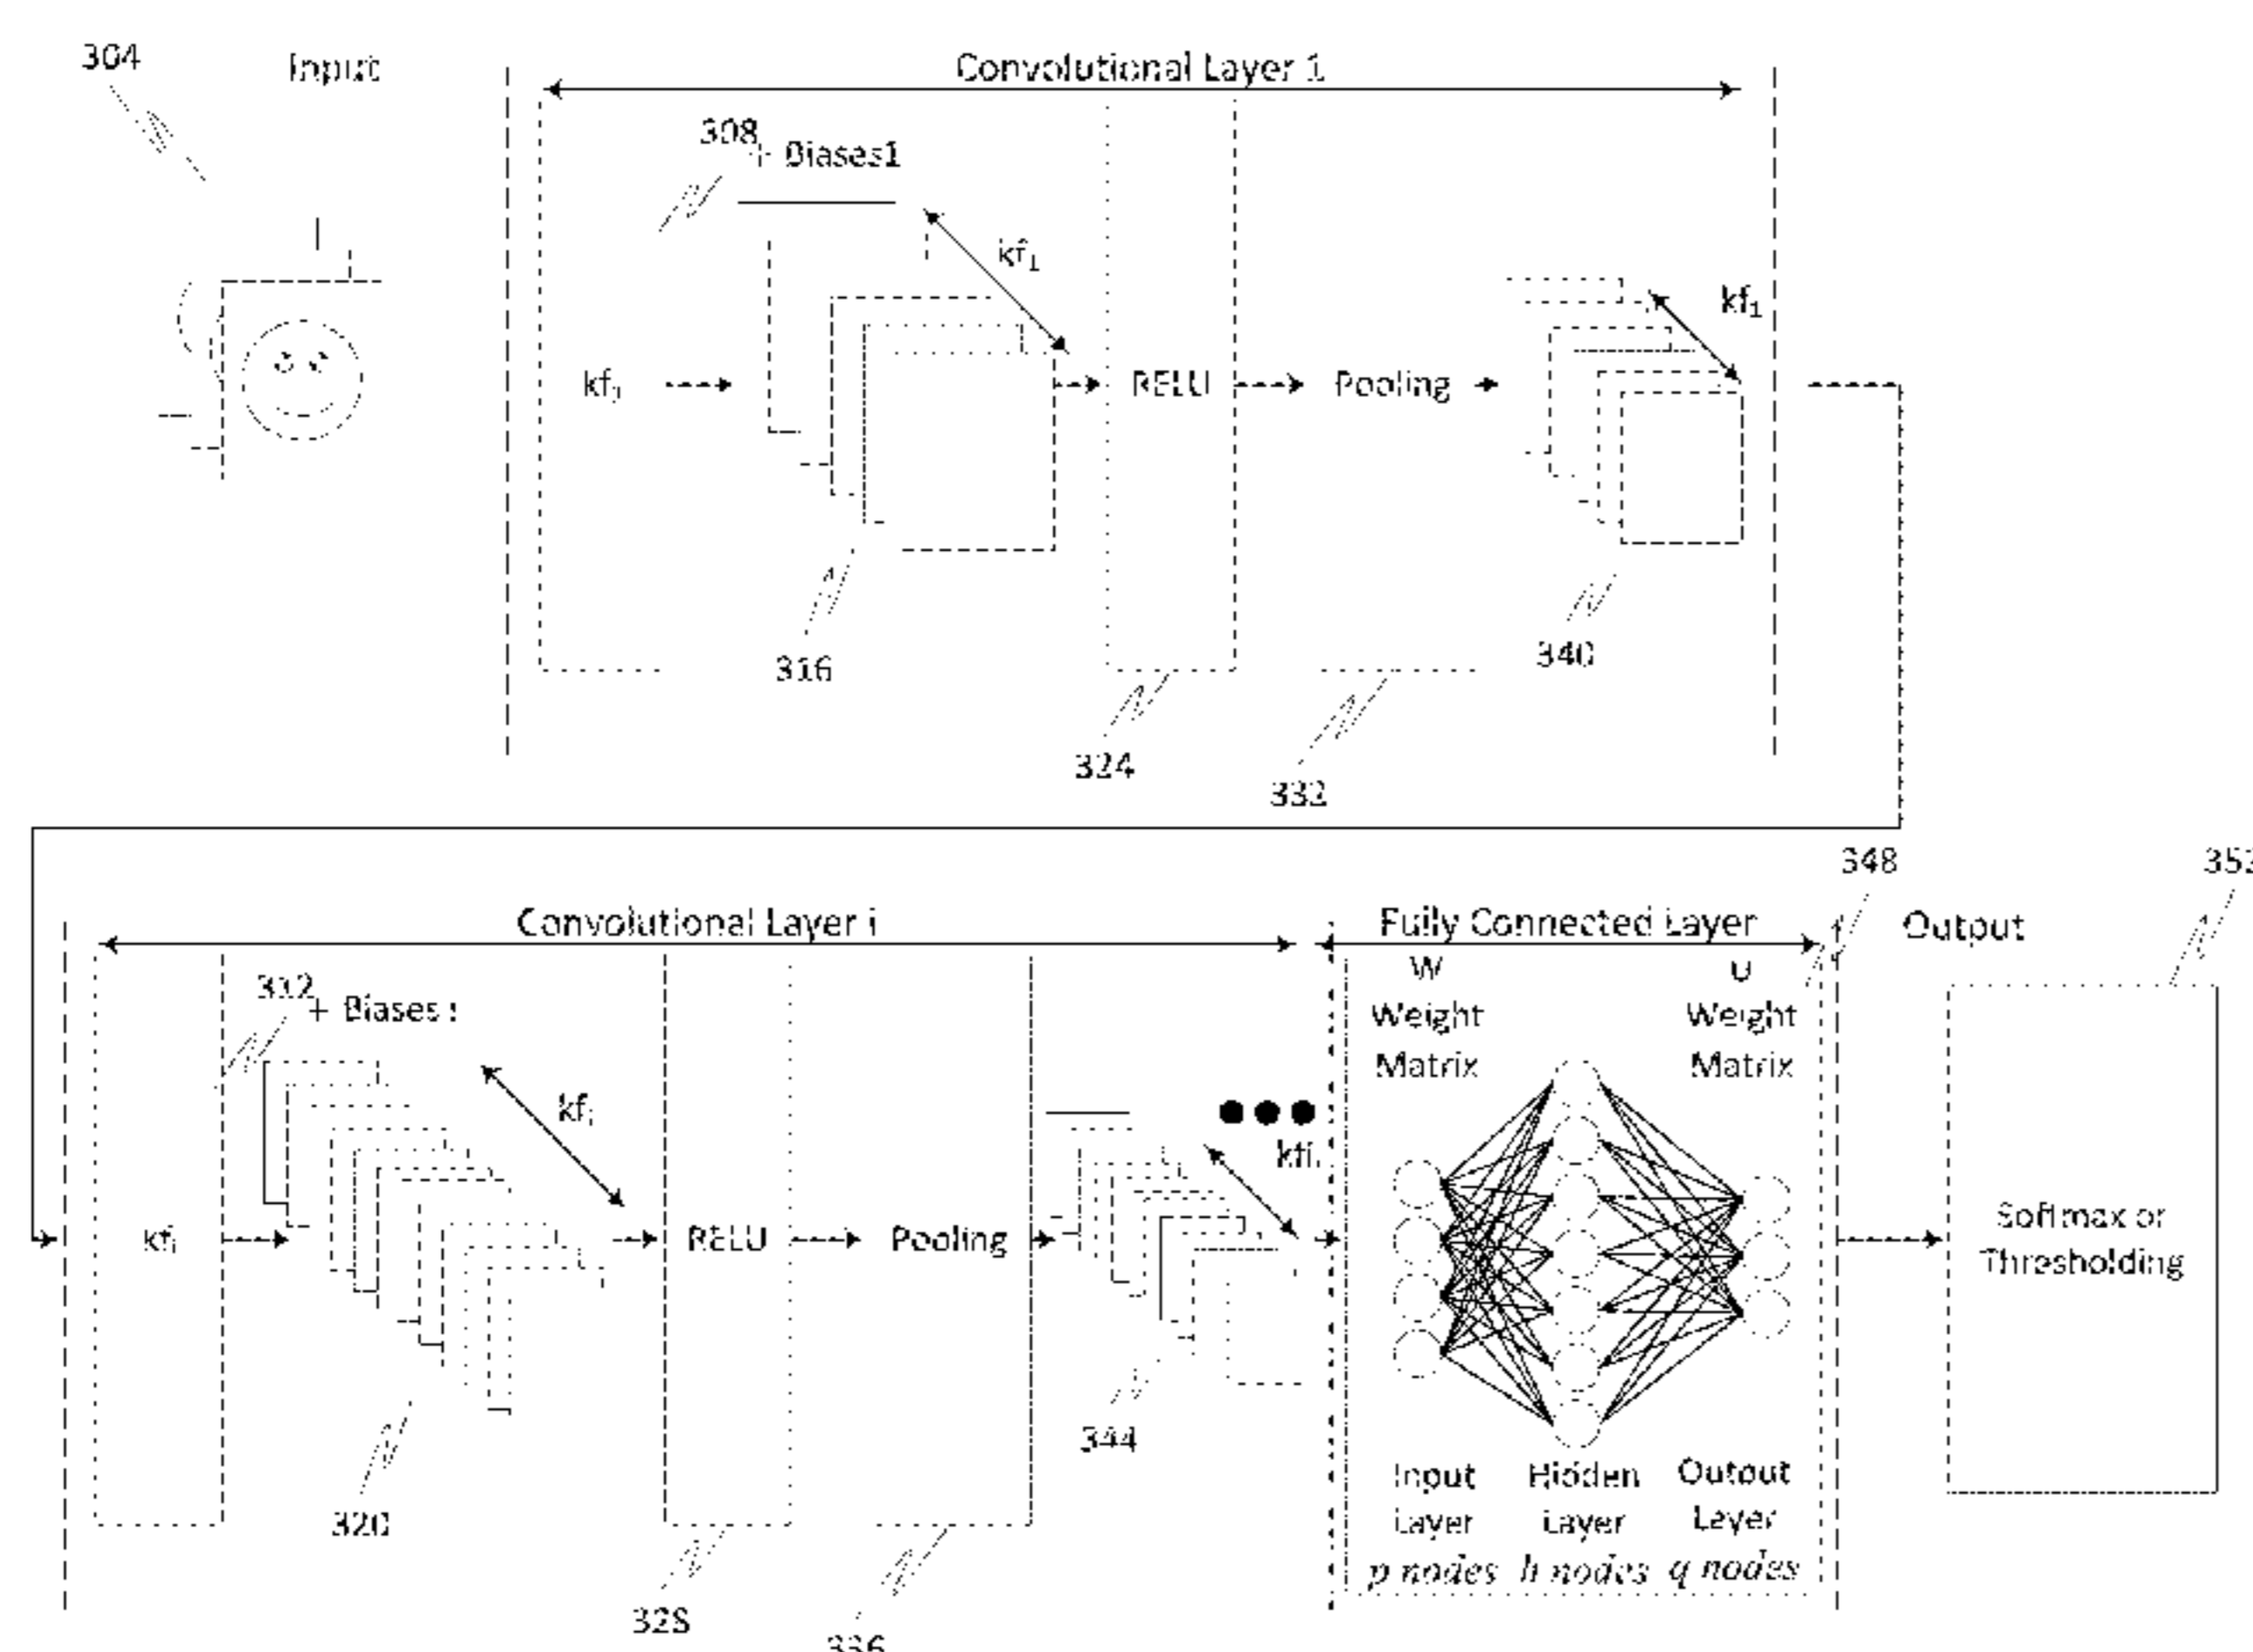 304
Input
Convolutional Layer 1
308
+ Biases1
kf₁
kf₁
kf₁
RELU
Pooling
316
340
324
332
348
Convolutional Layer i
Fully Connected Layer
Output
312
+ Biases i
W
Weight
Matrix
U
Weight
Matrix
kfᵢ
kfᵢ
RELU
Pooling
Softmax or
Thresholding
344
320
Input
Layer
p nodes
Hidden
Layer
h nodes
Output
Layer
q nodes
328
336